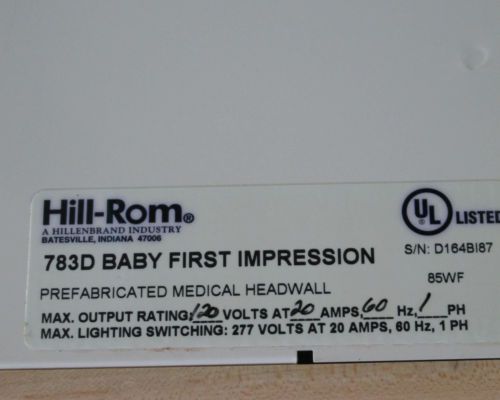 Hill-Rom®
A HILLENBRAND INDUSTRY
BATESVILLE, INDIANA 47006
UL LISTED
S/N: D164BI87
783D BABY FIRST IMPRESSION
85WF
PREFABRICATED MEDICAL HEADWALL
MAX. OUTPUT RATING: 120 VOLTS AT 20 AMPS, 60 Hz, 1 PH
MAX. LIGHTING SWITCHING: 277 VOLTS AT 20 AMPS, 60 Hz, 1 PH